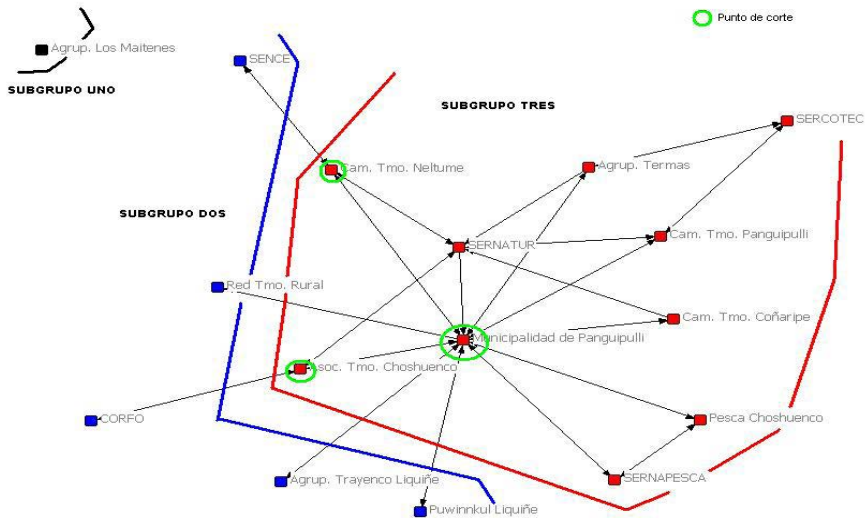 Punto de corte
Agrup. Los Maitenes
SENCE
SUBGRUPO UNO
SUBGRUPO TRES
SERCOTEC
Cam. Tmo. Neltume
Agrup. Termas
SUBGRUPO DOS
Cam. Tmo. Panguipulli
SERNATUR
Red Tmo. Rural
Cam. Tmo. Coñaripe
Municipalidad de Panguipulli
Asoc. Tmo. Choshuenco
CORFO
Pesca Choshuenco
Agrup. Trayenco Liquiñe
SERNAPESCA
Puwinnkul Liquiñe